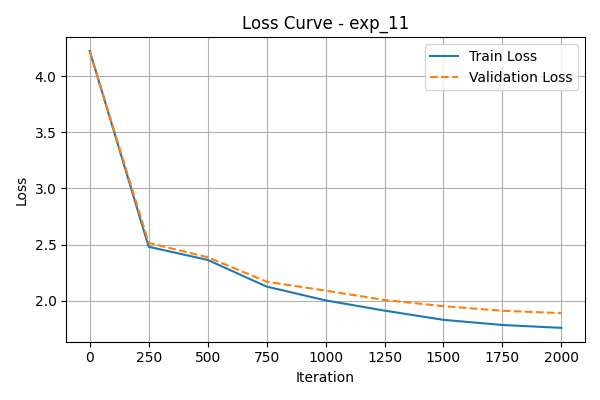 Loss Curve - exp_11
Train Loss
Validation Loss
4.0
3.5
3.0
2.5
2.0
Loss
0 250 500 750 1000 1250 1500 1750 2000
Iteration